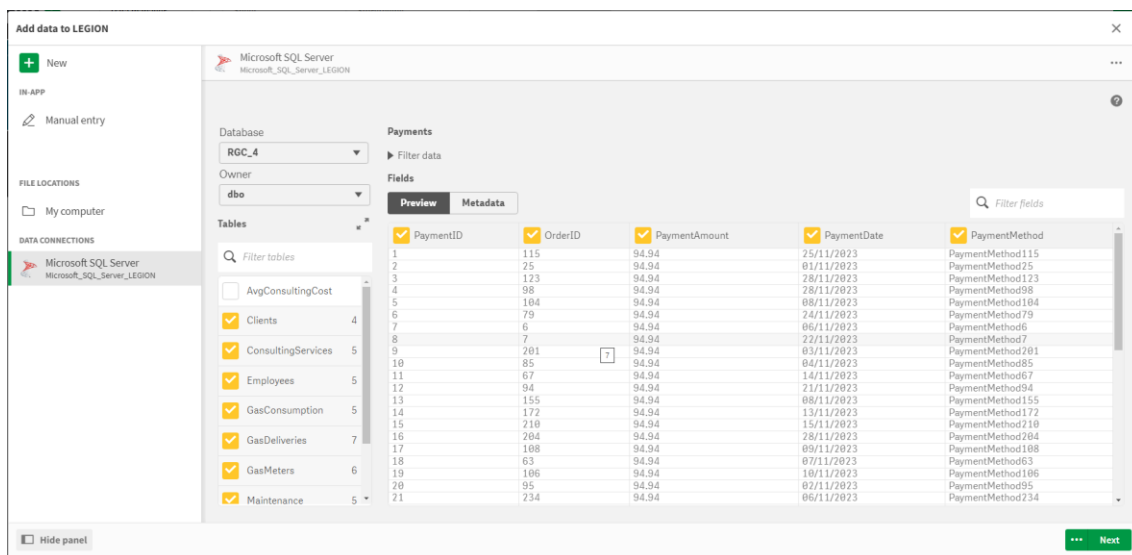 Add data to LEGION
New
IN-APP
Manual entry
FILE LOCATIONS
My computer
DATA CONNECTIONS
Microsoft SQL Server
Microsoft_SQL_Server_LEGION
Hide panel
Microsoft SQL Server
Microsoft_SQL_Server_LEGION
Database
RGC_4
Owner
dbo
Tables
Filter tables
AvgConsultingCost
Clients 4
ConsultingServices 5
Employees 5
GasConsumption 5
GasDeliveries 7
GasMeters 6
Maintenance 5
Payments
Filter data
Fields
Preview Metadata
Filter fields
PaymentID OrderID PaymentAmount PaymentDate PaymentMethod
1 115 94.94 25/11/2023 PaymentMethod115
2 25 94.94 01/11/2023 PaymentMethod25
3 123 94.94 28/11/2023 PaymentMethod123
4 98 94.94 28/11/2023 PaymentMethod98
5 104 94.94 08/11/2023 PaymentMethod104
6 79 94.94 24/11/2023 PaymentMethod79
7 6 94.94 06/11/2023 PaymentMethod6
8 7 94.94 22/11/2023 PaymentMethod7
9 201 94.94 03/11/2023 PaymentMethod201
?
10 85 94.94 04/11/2023 PaymentMethod85
11 67 94.94 14/11/2023 PaymentMethod67
12 94 94.94 21/11/2023 PaymentMethod94
13 155 94.94 08/11/2023 PaymentMethod155
14 172 94.94 13/11/2023 PaymentMethod172
15 210 94.94 15/11/2023 PaymentMethod210
16 204 94.94 28/11/2023 PaymentMethod204
17 108 94.94 09/11/2023 PaymentMethod108
18 63 94.94 07/11/2023 PaymentMethod63
19 106 94.94 10/11/2023 PaymentMethod106
20 95 94.94 02/11/2023 PaymentMethod95
21 234 94.94 06/11/2023 PaymentMethod234
Next